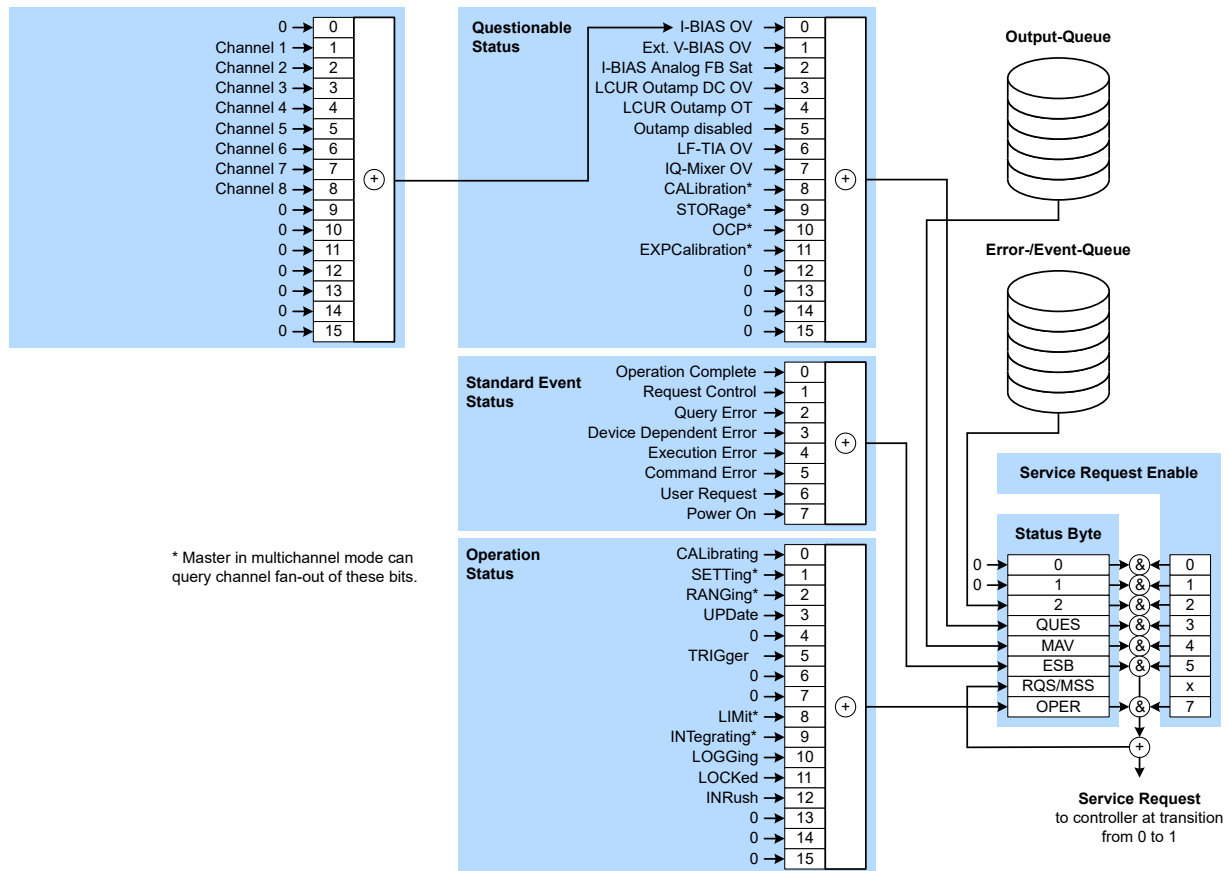 0 0
Channel 1 1
Channel 2 2
Channel 3 3
Channel 4 4
Channel 5 5
Channel 6 6
Channel 7 7
Channel 8 8
0 9
0 10
0 11
0 12
0 13
0 14
0 15
+
Questionable
Status
I-BIAS OV 0
Ext. V-BIAS OV 1
I-BIAS Analog FB Sat 2
LCUR Outamp DC OV 3
LCUR Outamp OT 4
Outamp disabled 5
LF-TIA OV 6
IQ-Mixer OV 7
CALibration* 8
STORage* 9
OCP* 10
EXPCalibration* 11
0 12
0 13
0 14
0 15
+
Standard Event
Status
Operation Complete 0
Request Control 1
Query Error 2
Device Dependent Error 3
Execution Error 4
Command Error 5
User Request 6
Power On 7
+
* Master in multichannel mode can
query channel fan-out of these bits.
Operation
Status
CALibrating 0
SETTing* 1
RANGing* 2
UPDate 3
0 4
TRIGger 5
0 6
0 7
LIMit* 8
INTegrating* 9
LOGGing 10
LOCKed 11
INRush 12
0 13
0 14
0 15
+
Output-Queue
Error-/Event-Queue
Service Request Enable
Status Byte
0 0 & 0
0 1 & 1
2 & 2
QUES & 3
MAV & 4
ESB & 5
RQS/MSS x
OPER & 7
+
Service Request
to controller at transition
from 0 to 1